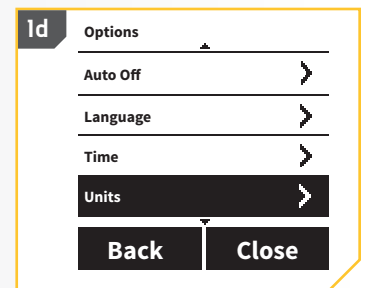 1d
Options
Auto Off
Language
Time
Units
Back Close